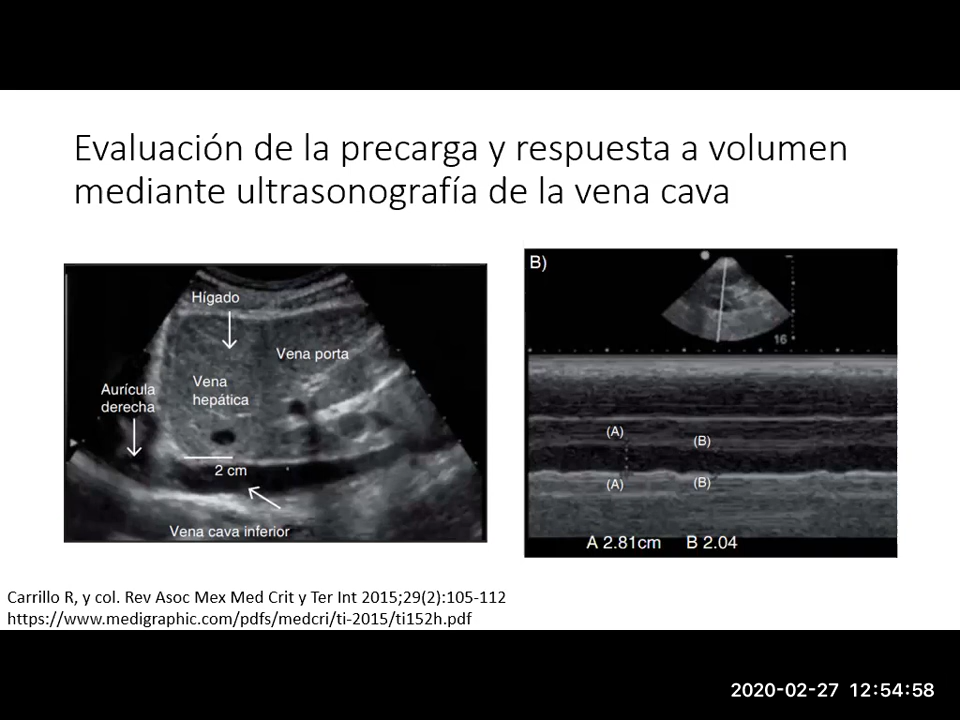 Evaluación de la precarga y respuesta a volumen
mediante ultrasonografía de la vena cava
Hígado
Vena porta
Vena
hepática
Aurícula
derecha
2 cm
Vena cava inferior
B)
16
(A)
(B)
(A)
(B)
A 2.81cm B 2.04
Carrillo R, y col. Rev Asoc Mex Med Crit y Ter Int 2015;29(2):105-112
https://www.medigraphic.com/pdfs/medcri/ti-2015/ti152h.pdf
2020-02-27 12:54:58